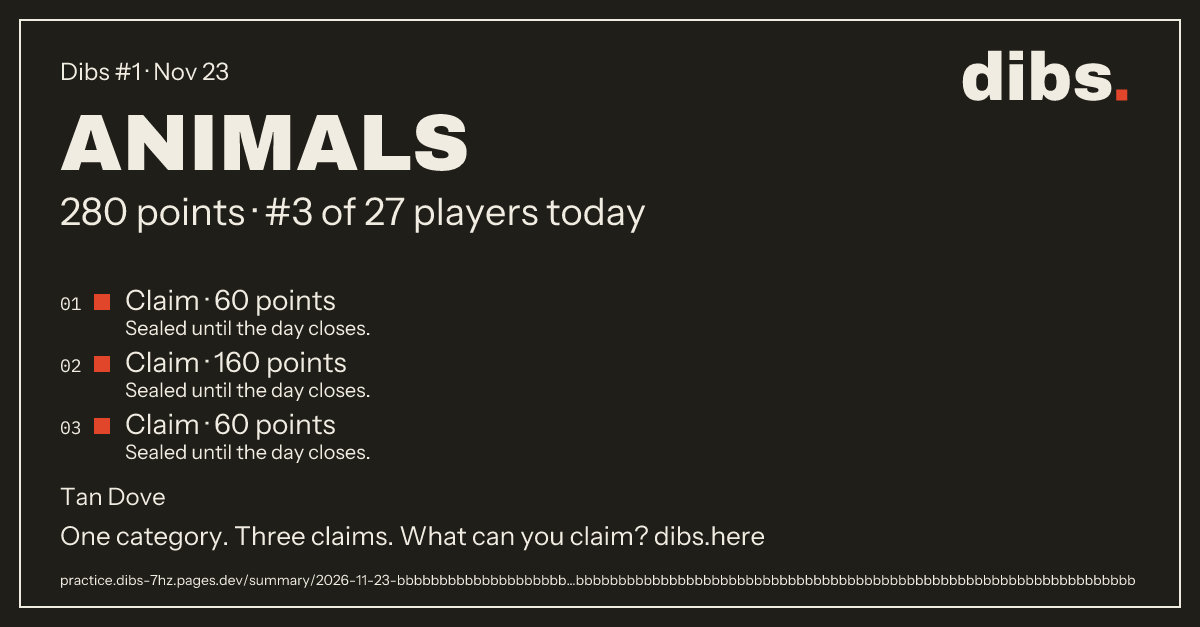 Dibs #1 · Nov 23
dibs.
ANIMALS
280 points · #3 of 27 players today
01 Claim · 60 points
Sealed until the day closes.
02 Claim · 160 points
Sealed until the day closes.
03 Claim · 60 points
Sealed until the day closes.
Tan Dove
One category. Three claims. What can you claim? dibs.here
practice.dibs-7hz.pages.dev/summary/2026-11-23-bbbbbbbbbbbbbbbbbbbb…bbbbbbbbbbbbbbbbbbbbbbbbbbbbbbbbbbbbbbbbbbbbbbbbbbbbbbbbbbbbbbbbbb